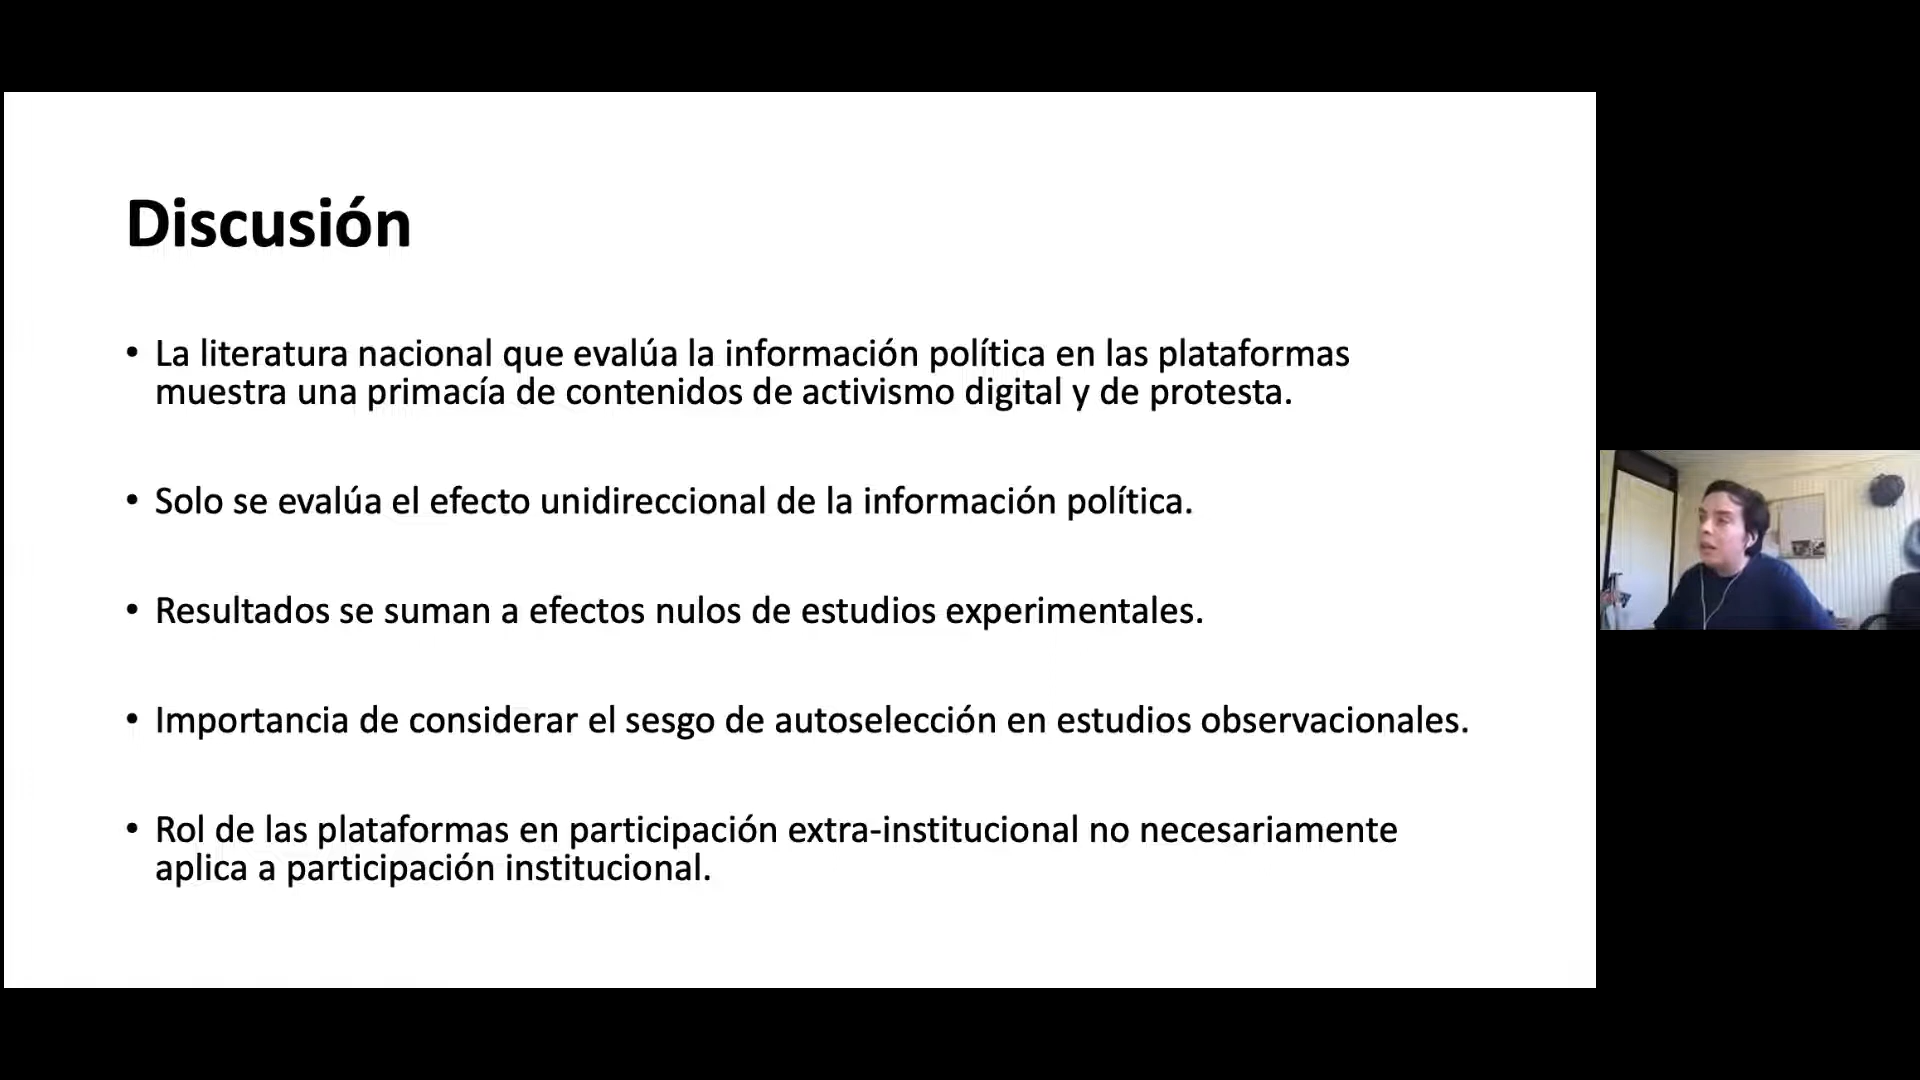 Discusión
• La literatura nacional que evalúa la información política en las plataformas
muestra una primacía de contenidos de activismo digital y de protesta.
• Solo se evalúa el efecto unidireccional de la información política.
• Resultados se suman a efectos nulos de estudios experimentales.
• Importancia de considerar el sesgo de autoselección en estudios observacionales.
• Rol de las plataformas en participación extra-institucional no necesariamente
aplica a participación institucional.